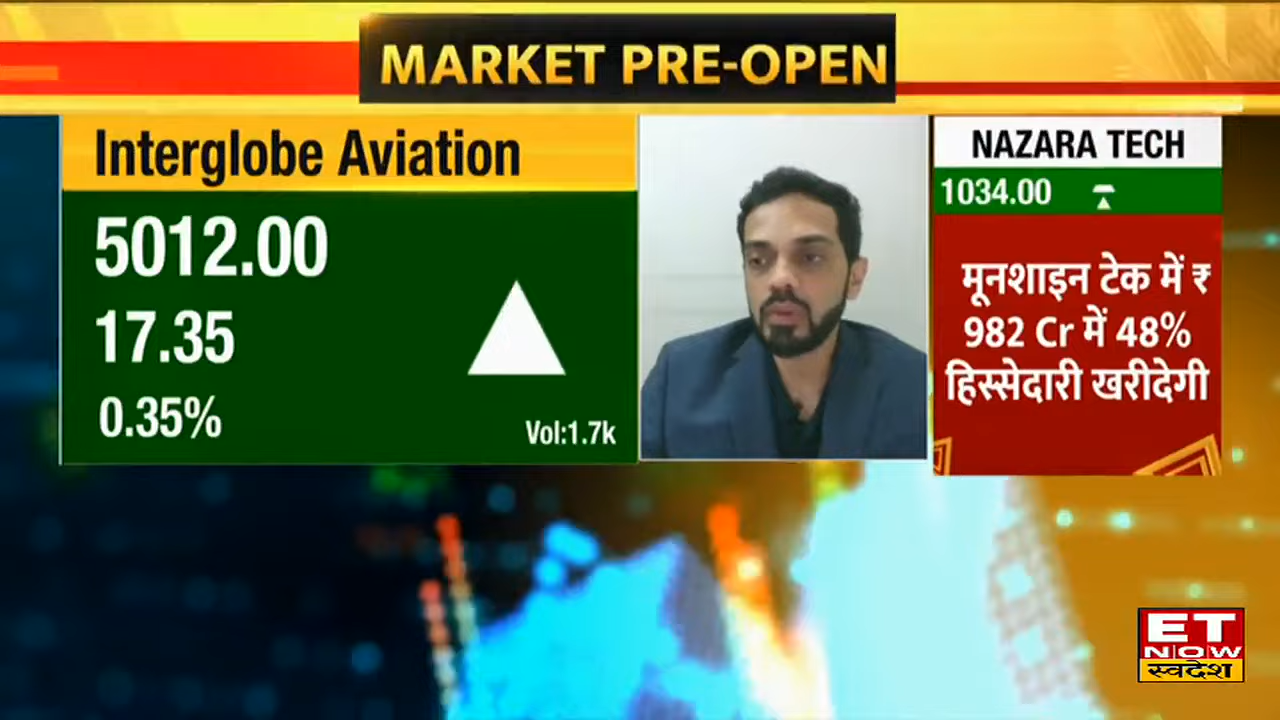 MARKET PRE-OPEN
Interglobe Aviation
5012.00
17.35
0.35%
Vol:1.7k
NAZARA TECH
1034.00
मूनशाइन टेक में ₹
982 Cr में 48%
हिस्सेदारी खरीदेगी
ET
NOW
स्वदेश